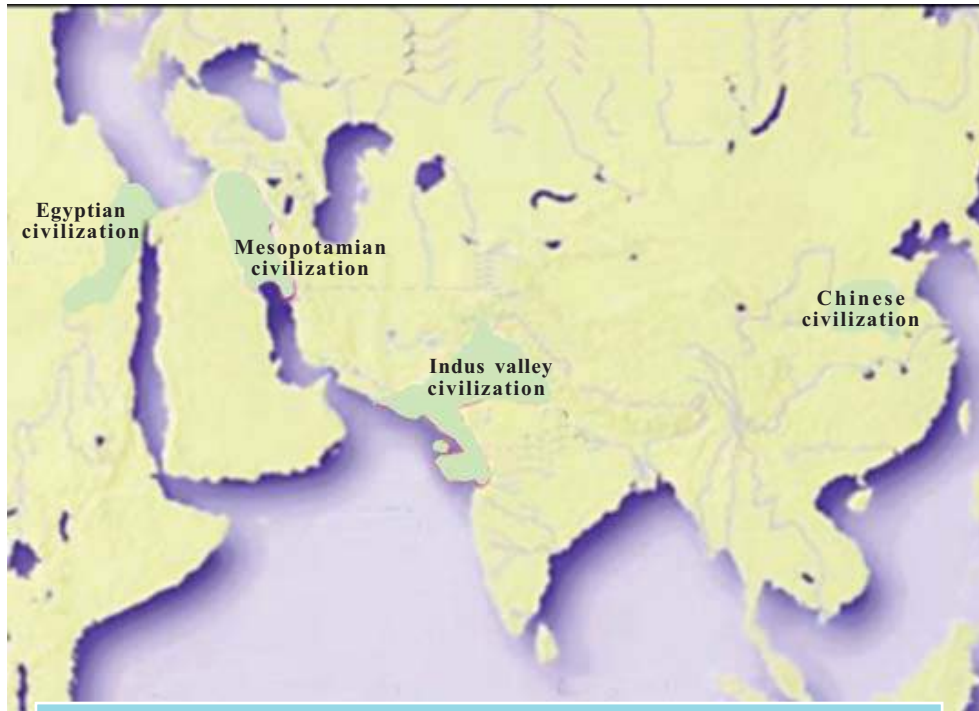 Egyptian
civilization
Mesopotamian
civilization
Indus valley
civilization
Chinese
civilization